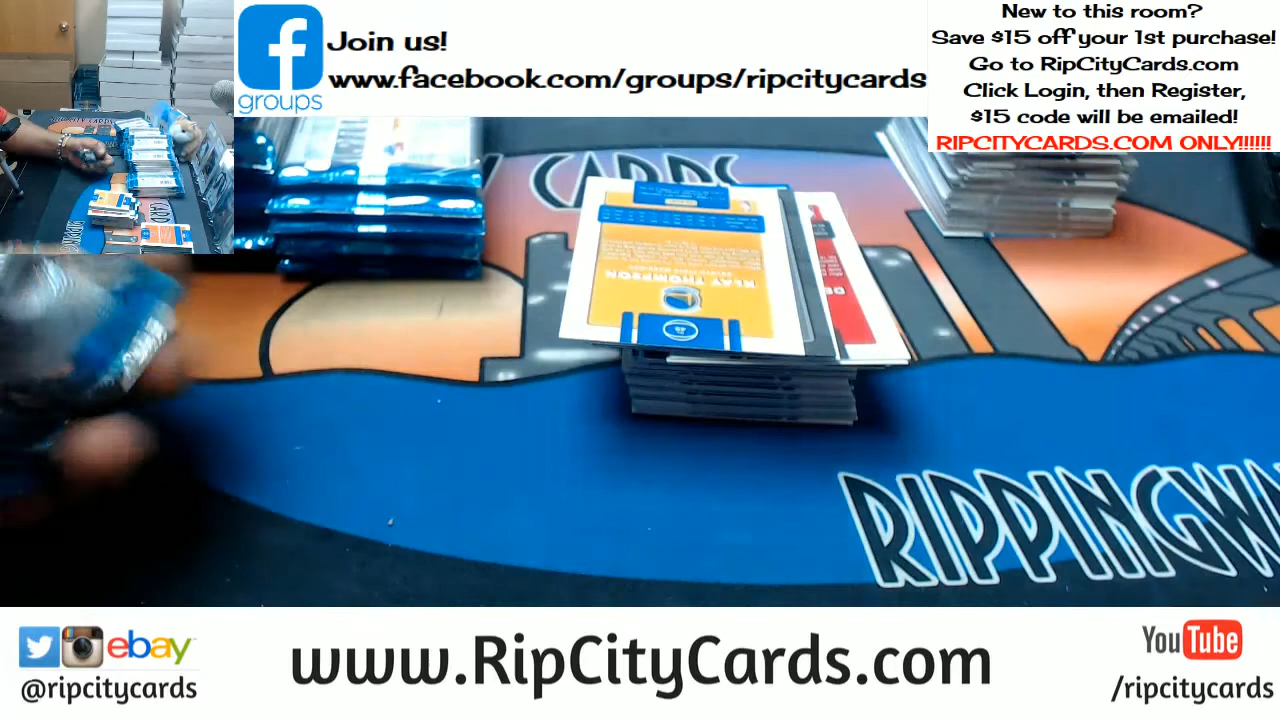 Join us!
www.facebook.com/groups/ripcitycards
groups
New to this room?
Save $15 off your 1st purchase!
Go to RipCityCards.com
Click Login, then Register,
$15 code will be emailed!
RIPCITYCARDS.COM ONLY!!!!!!
CARDS
KLAY THOMPSON
DE
RIPPINGW
ebay
@ripcitycards
www.RipCityCards.com
YouTube
/ripcitycards